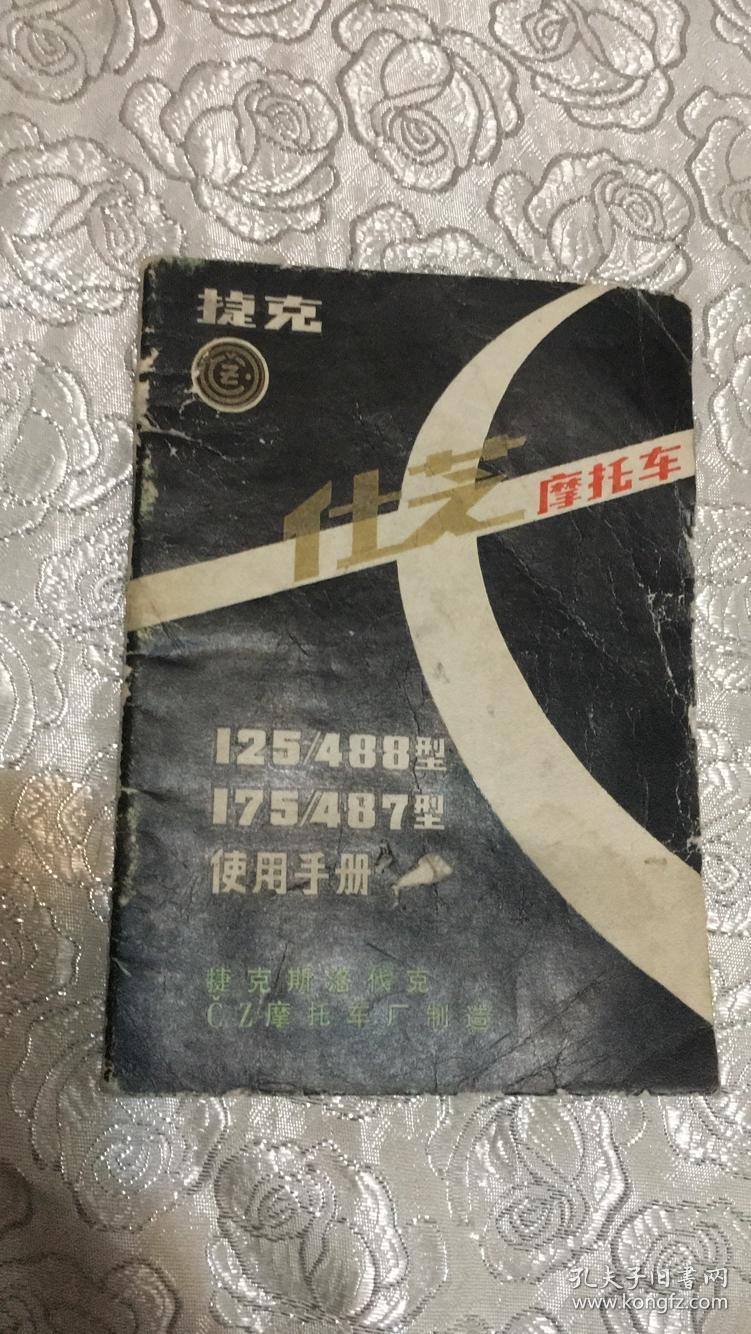 捷克
仕芝 摩托车
125/488型
175/487型
使用手册
捷克斯洛伐克
ČZ摩托车厂制造
孔夫子旧书网
www.kongfz.com